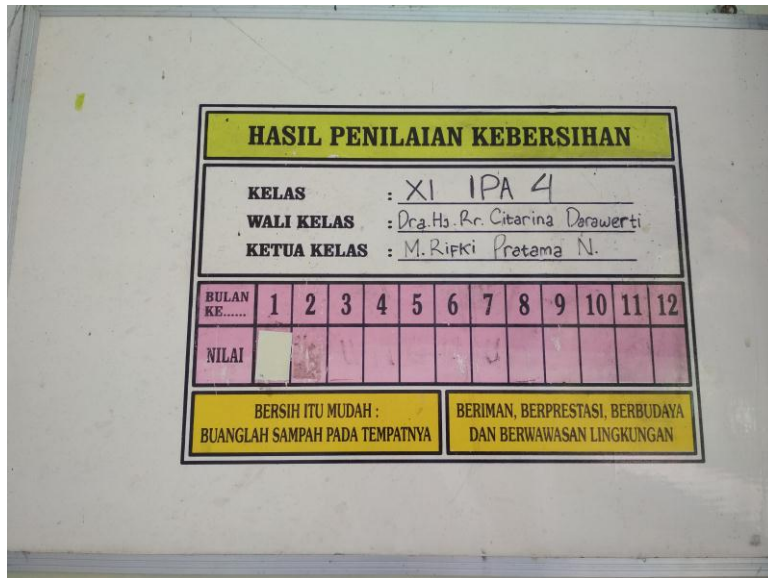 HASIL PENILAIAN KEBERSIHAN
KELAS : XI IPA 4
WALI KELAS : Dra.Hj.Rr. Citarina Darawerti
KETUA KELAS : M. Rifki Pratama N.
BULAN KE...... 1 2 3 4 5 6 7 8 9 10 11 12
NILAI
BERSIH ITU MUDAH :
BUANGLAH SAMPAH PADA TEMPATNYA
BERIMAN, BERPRESTASI, BERBUDAYA
DAN BERWAWASAN LINGKUNGAN